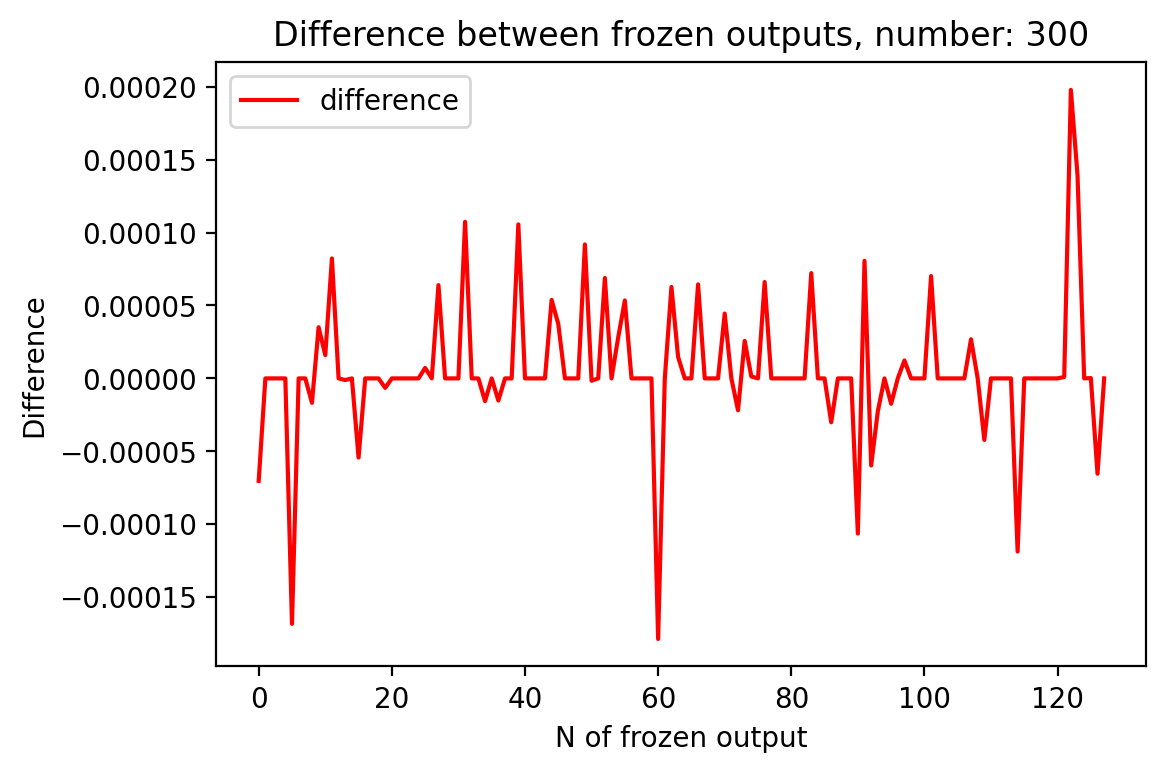 Difference between frozen outputs, number: 300
difference
0.00020
0.00015
0.00010
0.00005
0.00000
−0.00005
−0.00010
−0.00015
Difference
0 20 40 60 80 100 120
N of frozen output